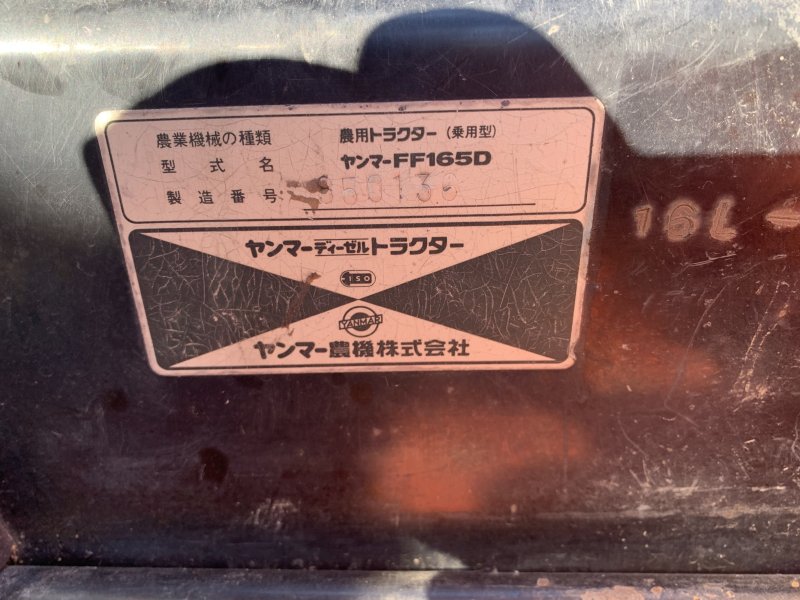 農業機械の種類 農用トラクター（乗用型）
型式名 ヤンマーFF165D
製造番号
ヤンマーディーゼルトラクター
ISO
YANMAR
ヤンマー農機株式会社
16L